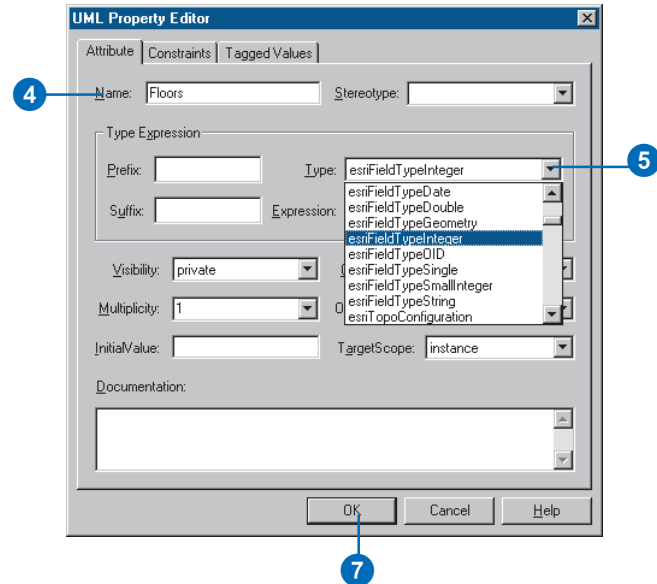 UML Property Editor
Attribute Constraints Tagged Values
4 Name: Floors Stereotype:
Type Expression
Prefix: Type: esriFieldTypeInteger 5
esriFieldTypeDate
esriFieldTypeDouble
Suffix: Expression: esriFieldTypeGeometry
esriFieldTypeInteger
esriFieldTypeOID
Visibility: private esriFieldTypeSingle
esriFieldTypeSmallInteger
Multiplicity: 1 esriFieldTypeString
esriTopoConfiguration
InitialValue: TargetScope: instance
Documentation:
OK Cancel Help
7